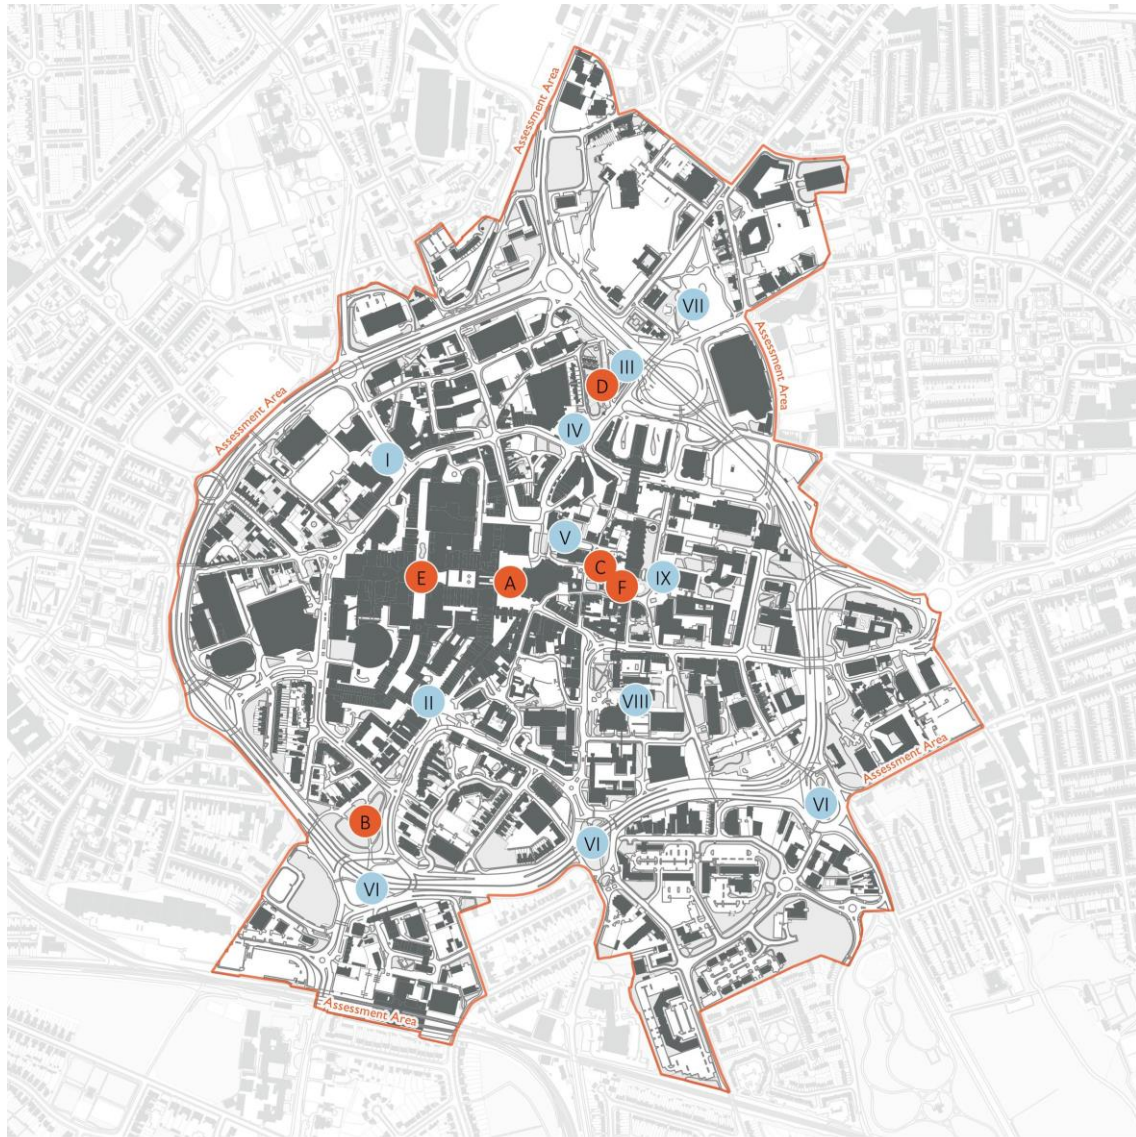 Assessment Area
VII
Assessment Area
III
D
Assessment Area
IV
I
V
C
E
A
F
IX
II
VIII
Assessment Area
VI
B
VI
VI
Assessment Area